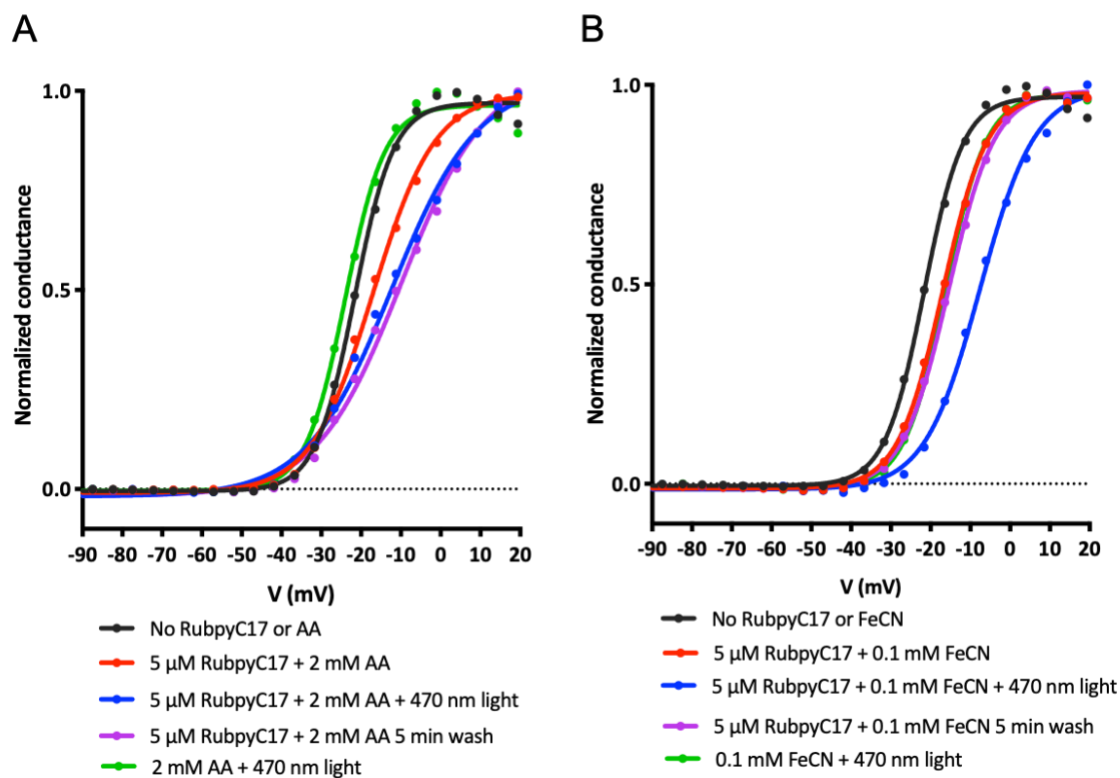 A
B
Normalized conductance
1.0
0.5
0.0
-90 -80 -70 -60 -50 -40 -30 -20 -10 0 10 20
V (mV)
No RubpyC17 or AA
5 µM RubpyC17 + 2 mM AA
5 µM RubpyC17 + 2 mM AA + 470 nm light
5 µM RubpyC17 + 2 mM AA 5 min wash
2 mM AA + 470 nm light
Normalized conductance
1.0
0.5
0.0
-90 -80 -70 -60 -50 -40 -30 -20 -10 0 10 20
V (mV)
No RubpyC17 or FeCN
5 µM RubpyC17 + 0.1 mM FeCN
5 µM RubpyC17 + 0.1 mM FeCN + 470 nm light
5 µM RubpyC17 + 0.1 mM FeCN 5 min wash
0.1 mM FeCN + 470 nm light